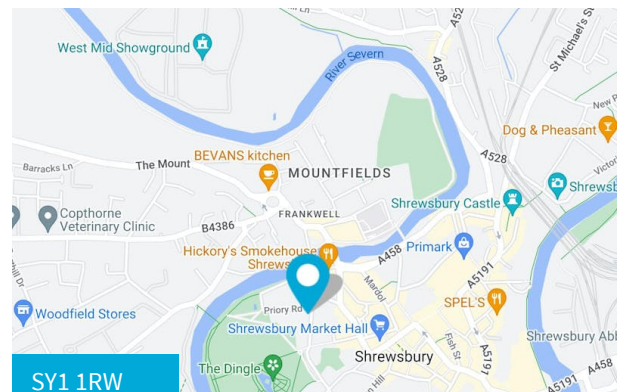 West Mid Showground
River Severn
A528
St Michael's St
A528
Dog & Pheasant
Barracks Ln
The Mount
BEVANS kitchen
MOUNTFIELDS
A528
Shrewsbury Castle
Copthorne
Veterinary Clinic
B4386
FRANKWELL
Hickory's Smokehouse
A458
Primark
A5191
Priory Rd
Mardol
SPEL'S
Woodfield Stores
Shrewsbury Market Hall
Fish St
The Dingle
Shrewsbury
A5191
A458
SY1 1RW